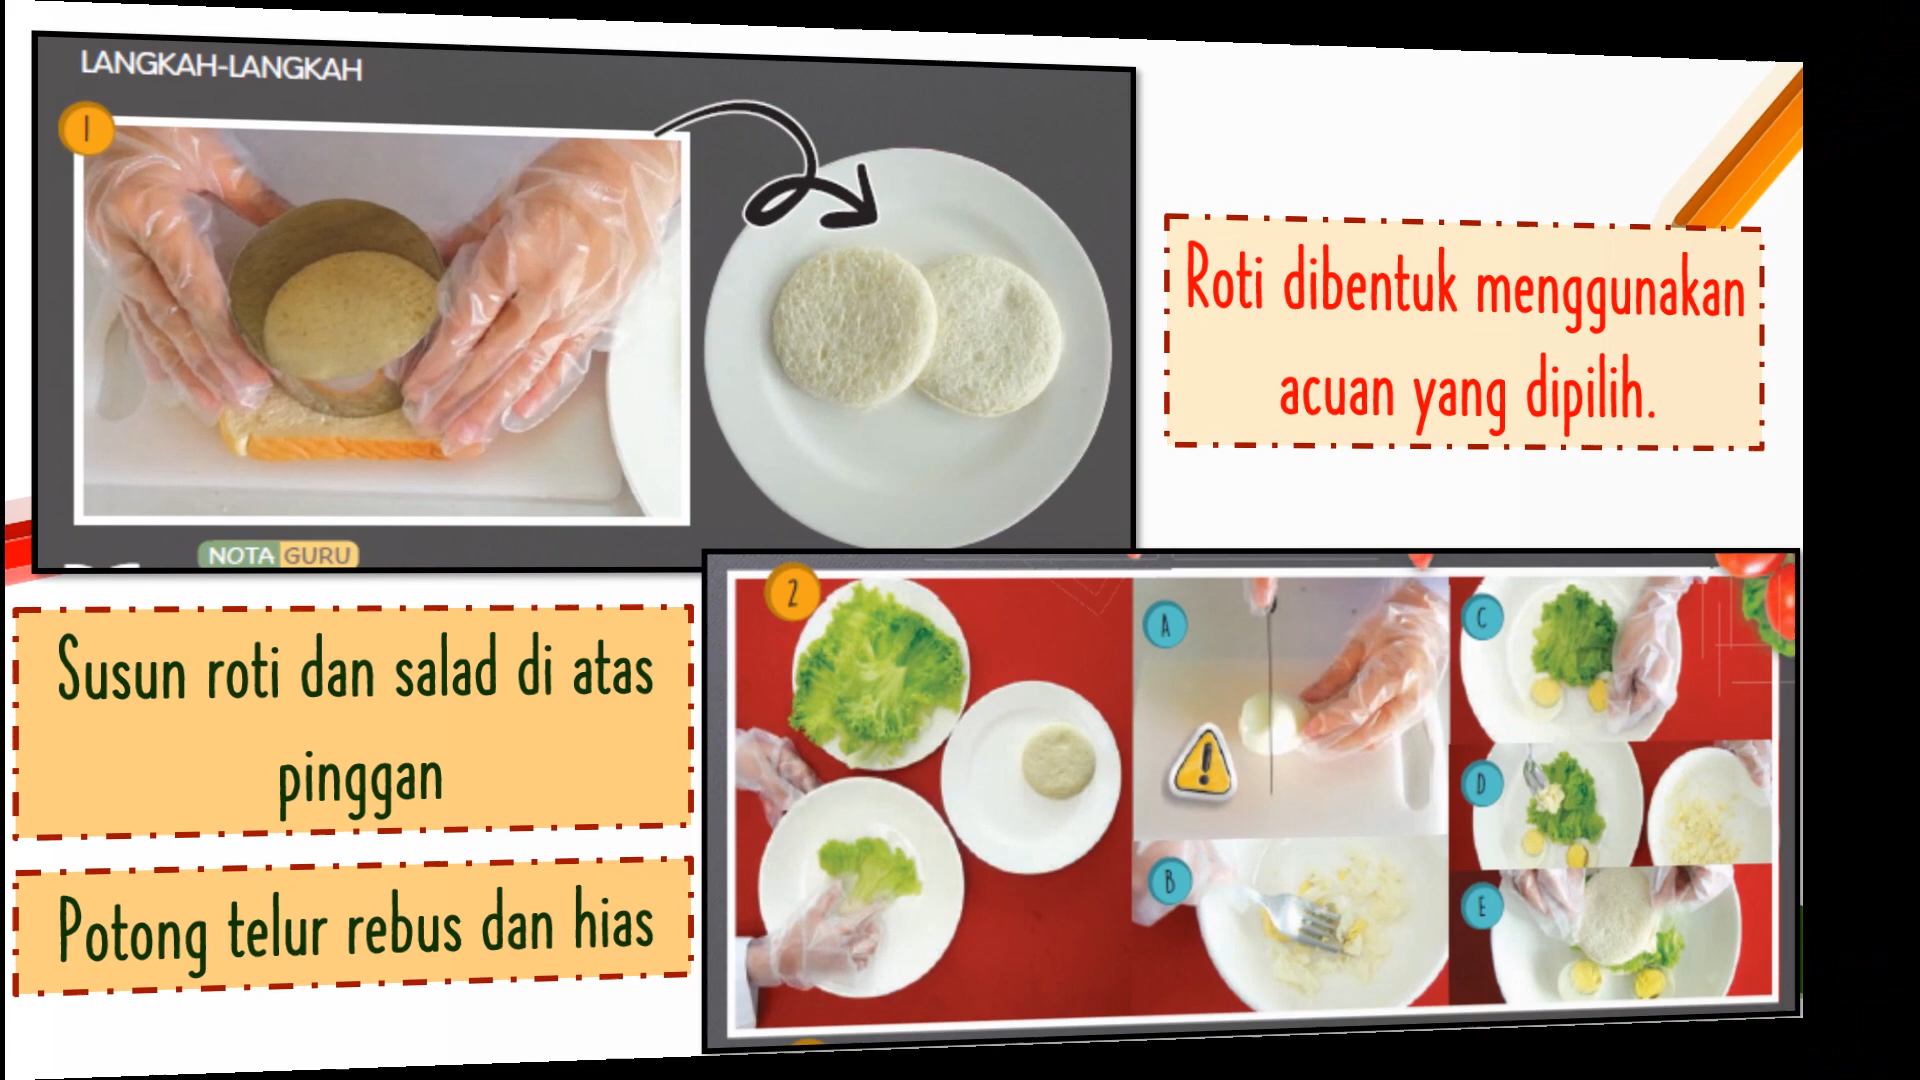 LANGKAH-LANGKAH
1
Roti dibentuk menggunakan
acuan yang dipilih.
NOTA GURU
Susun roti dan salad di atas
pinggan
Potong telur rebus dan hias
2
A
B
C
D
E